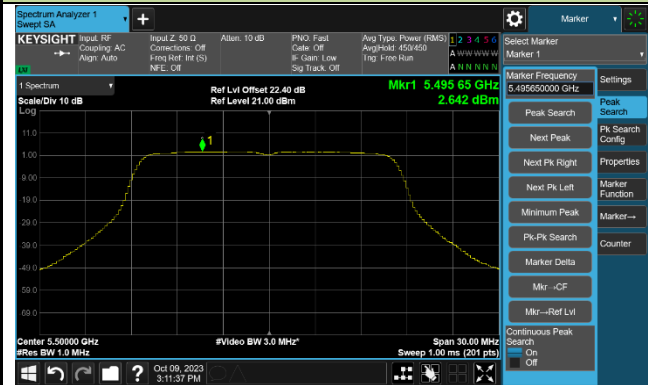 Spectrum Analyzer 1
Swept SA
Marker
KEYSIGHT
Input: RF
Coupling: AC
Align: Auto
Input Z: 50 Ω
Corrections: Off
Freq Ref: Int (S)
NFE: Off
Atten: 10 dB
PNO: Fast
Gate: Off
IF Gain: Low
Sig Track: Off
Avg Type: Power (RMS)
Avg|Hold: 450/450
Trig: Free Run
1 2 3 4 5 6
A W W W W W
A N N N N N
Select Marker
Marker 1
1 Spectrum
Scale/Div 10 dB
Log
Ref Lvl Offset 22.40 dB
Ref Level 21.00 dBm
Mkr1 5.495 65 GHz
2.642 dBm
11.0
1.00
-9.00
-19.0
-29.0
-39.0
-49.0
-59.0
-69.0
1
Center 5.50000 GHz
#Res BW 1.0 MHz
#Video BW 3.0 MHz*
Span 30.00 MHz
Sweep 1.00 ms (201 pts)
Marker Frequency
5.495650000 GHz
Peak Search
Next Peak
Next Pk Right
Next Pk Left
Minimum Peak
Pk-Pk Search
Marker Delta
Mkr→CF
Mkr→Ref Lvl
Continuous Peak
Search
On
Off
Settings
Peak
Search
Pk Search
Config
Properties
Marker
Function
Marker→
Counter
?
Oct 09, 2023
3:11:37 PM